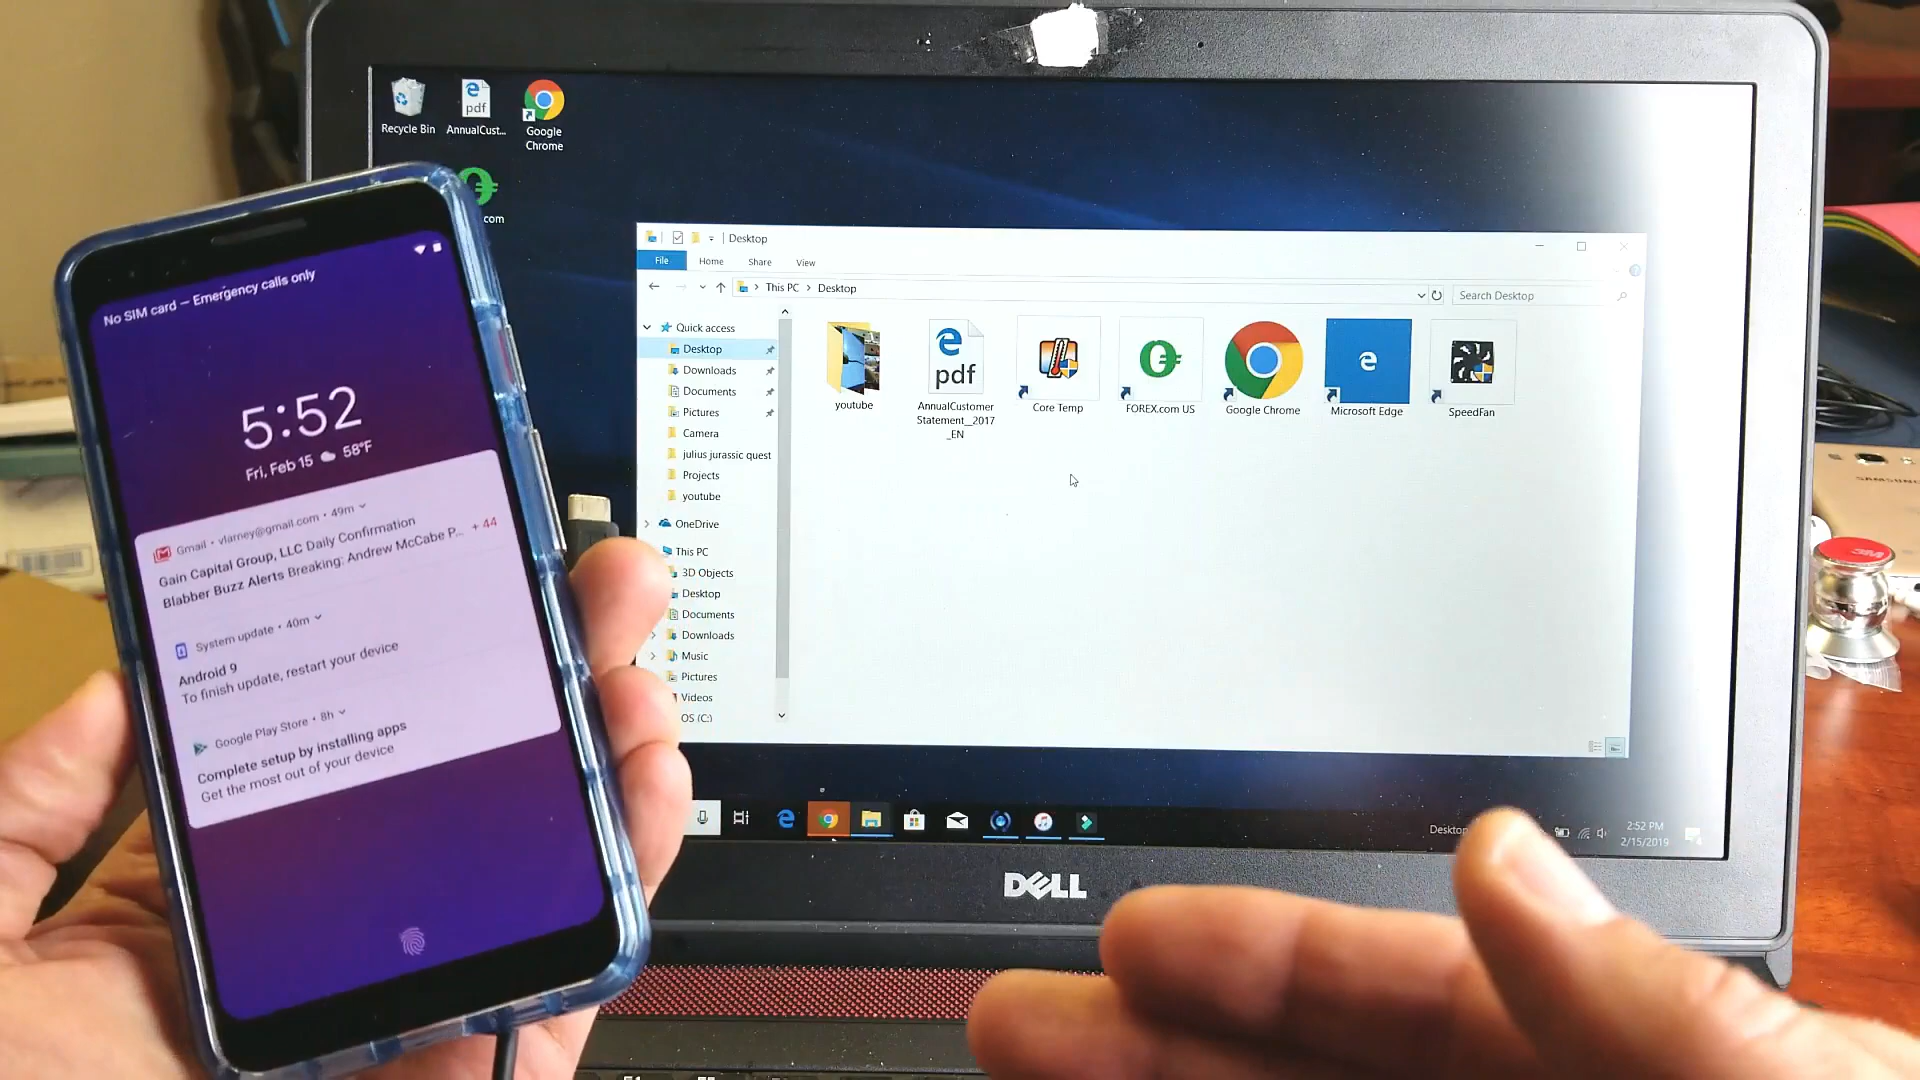 No SIM card — Emergency calls only
5:52
Fri, Feb 15 58°F
Gmail • vlarney@gmail.com • 49m
Gain Capital Group, LLC Daily Confirmation
Blabber Buzz Alerts Breaking: Andrew McCabe P... + 44
System update • 40m
Android 9
To finish update, restart your device
Google Play Store • 8h
Complete setup by installing apps
Get the most out of your device
Recycle Bin
pdf
AnnualCust...
Google
Chrome
com
Desktop
File Home Share View
This PC > Desktop
Search Desktop
Quick access
Desktop
Downloads
Documents
Pictures
Camera
julius jurassic quest
Projects
youtube
OneDrive
This PC
3D Objects
Desktop
Documents
Downloads
Music
Pictures
Videos
OS (C:)
youtube
pdf
AnnualCustomer
Statement__2017
_EN
Core Temp
FOREX.com US
Google Chrome
Microsoft Edge
SpeedFan
Desktop
2:52 PM
2/15/2019
DELL
SAMSUNG
3M